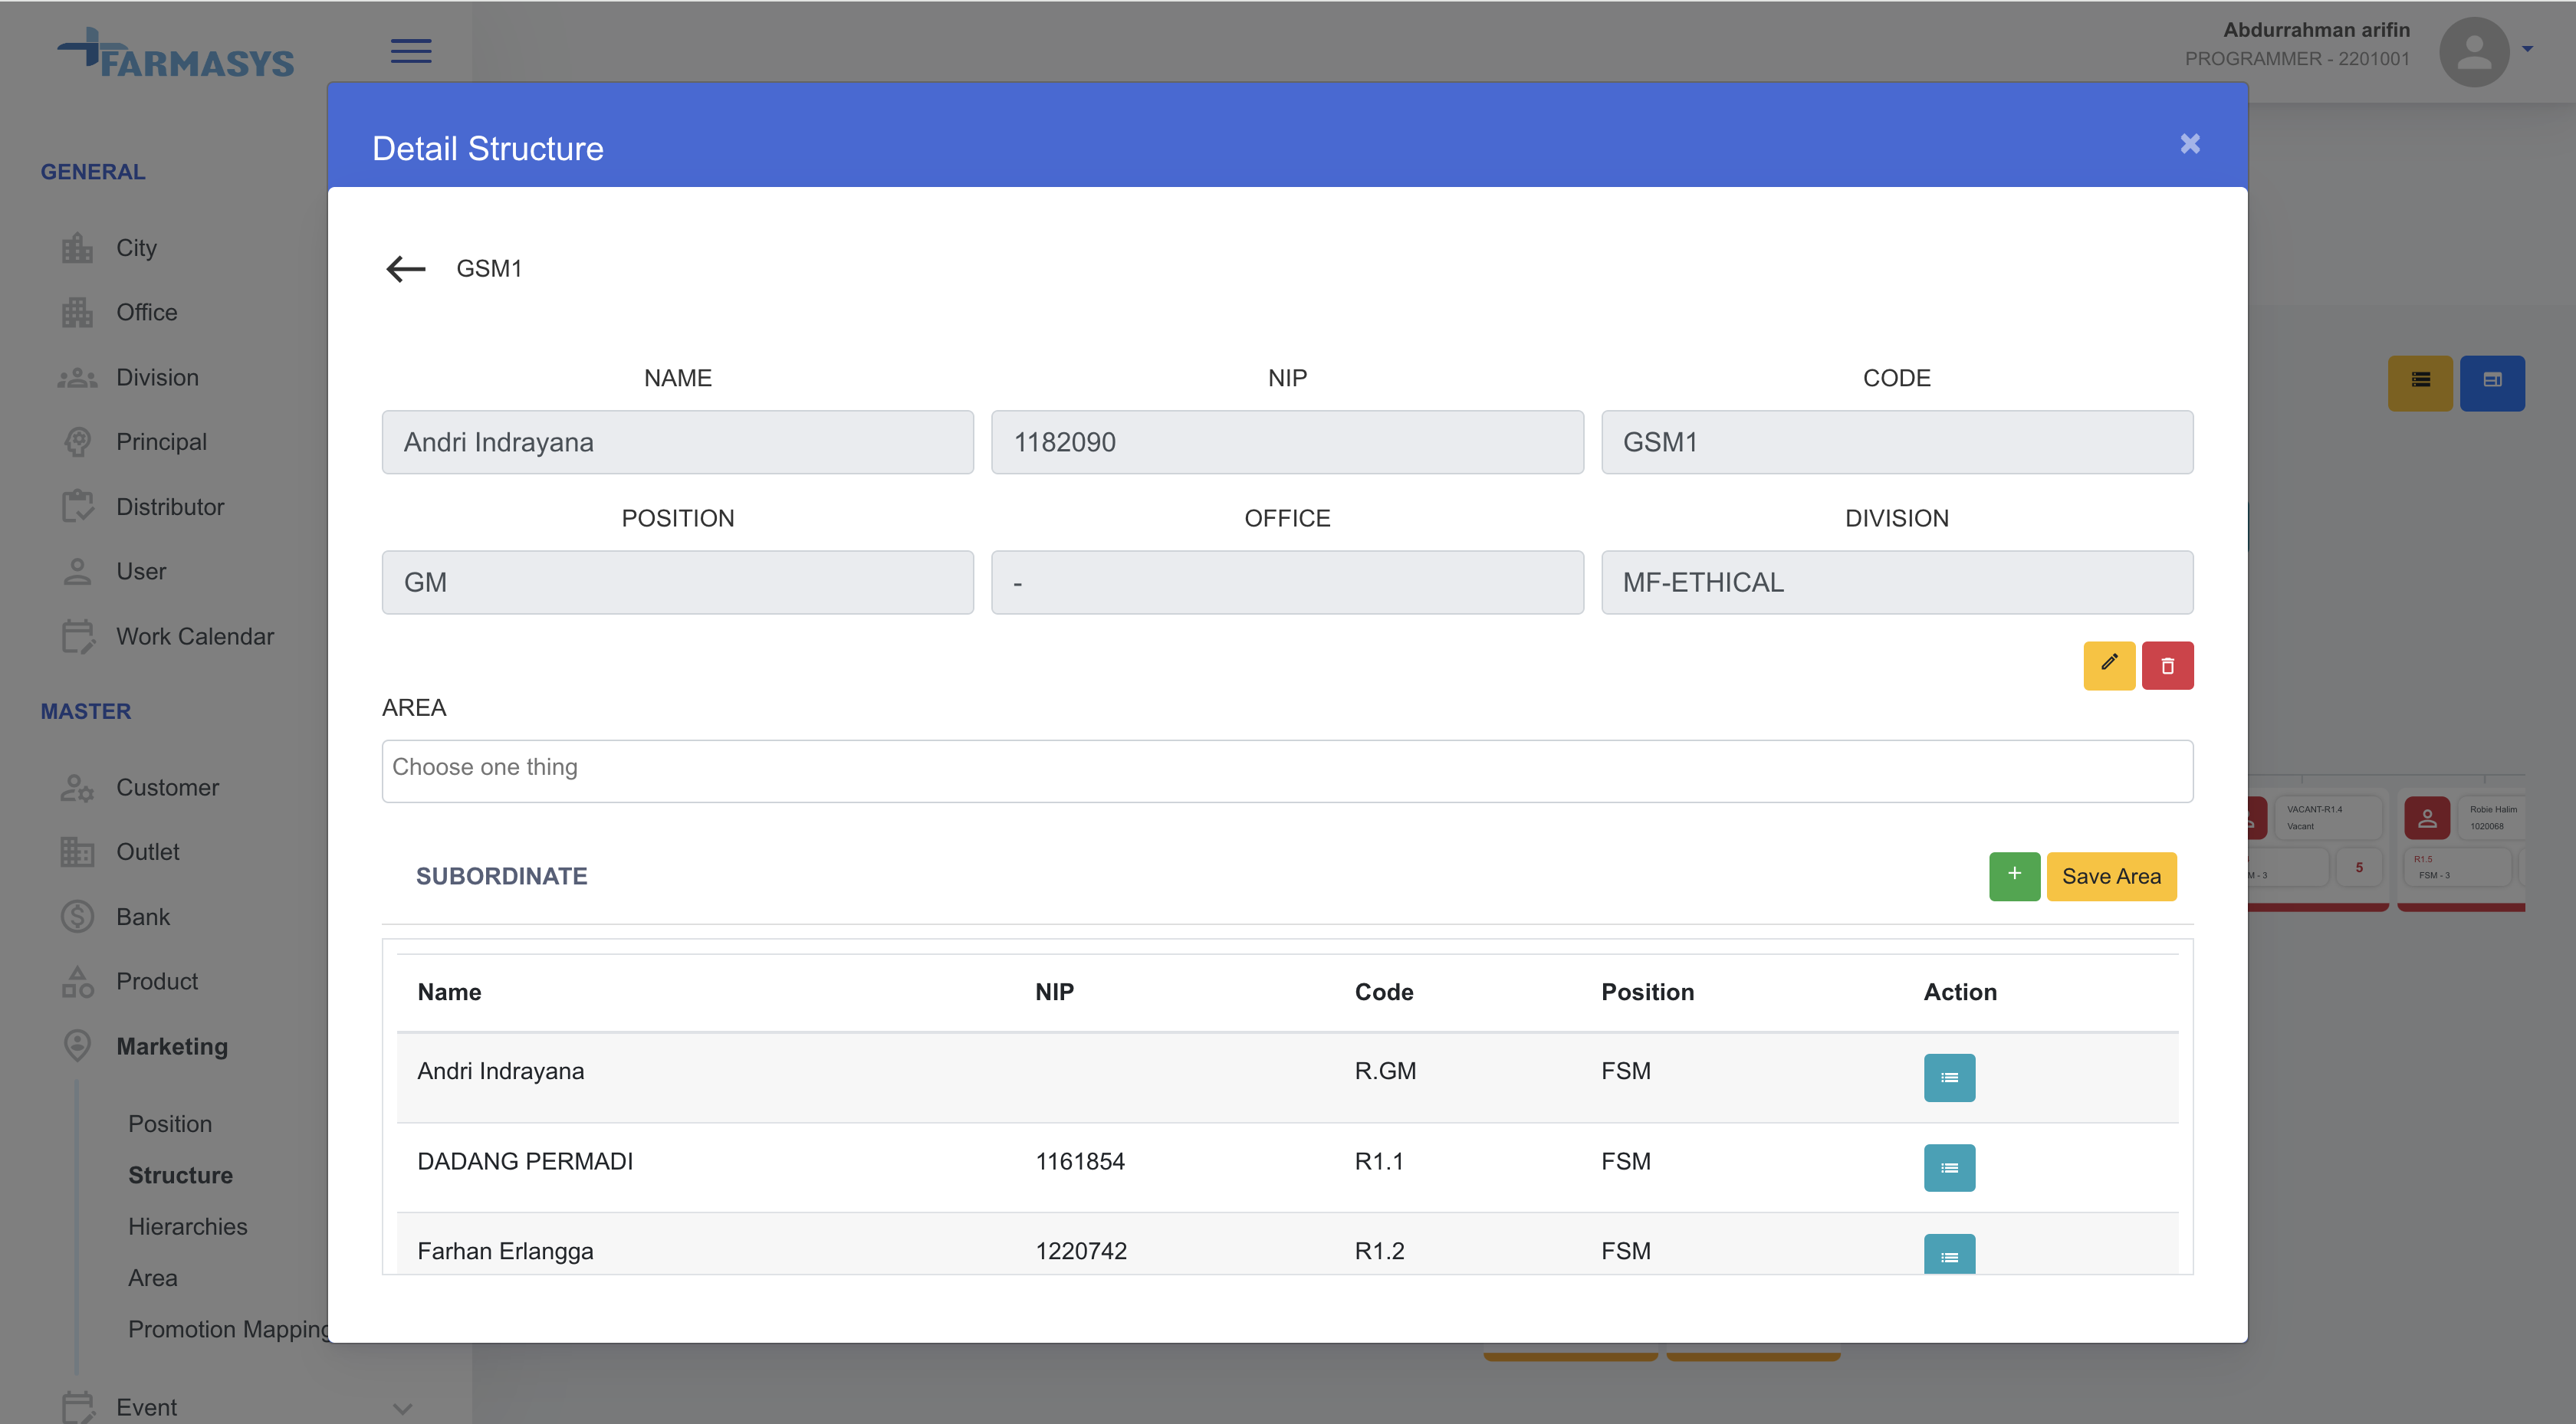 FARMASYS
Abdurrahman arifin
PROGRAMMER - 2201001
GENERAL
City
Office
Division
Principal
Distributor
User
Work Calendar
MASTER
Customer
Outlet
Bank
Product
Marketing
Position
Structure
Hierarchies
Area
Promotion Mapping
Event
Detail Structure
GSM1
NAME NIP CODE
Andri Indrayana 1182090 GSM1
POSITION OFFICE DIVISION
GM - MF-ETHICAL
AREA
Choose one thing
SUBORDINATE
+ Save Area
Name NIP Code Position Action
Andri Indrayana R.GM FSM
DADANG PERMADI 1161854 R1.1 FSM
Farhan Erlangga 1220742 R1.2 FSM
VACANT-R1.4
Vacant
M - 3
5
Robie Halim
1020068
R1.5
FSM - 3